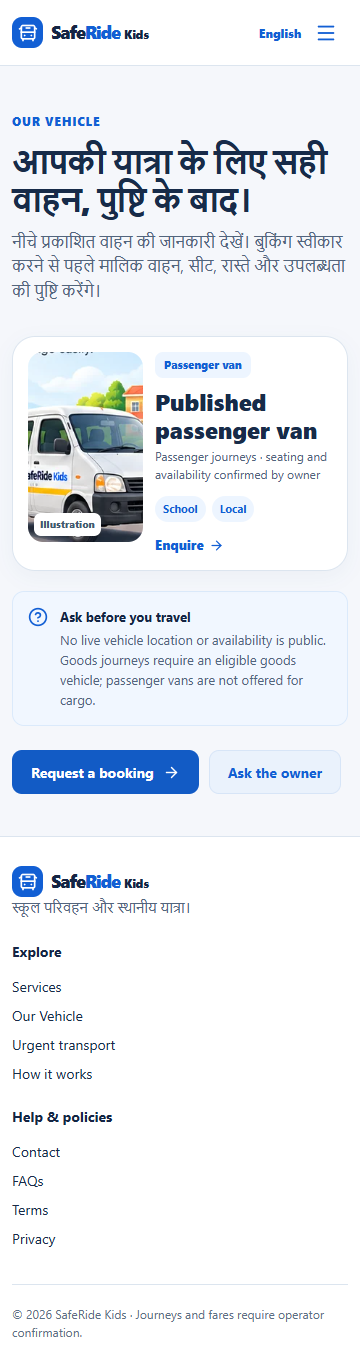 SafeRide Kids
English
OUR VEHICLE
आपकी यात्रा के लिए सही
वाहन, पुष्टि के बाद।
नीचे प्रकाशित वाहन की जानकारी देखें। बुकिंग स्वीकार
करने से पहले मालिक वाहन, सीट, रास्ते और उपलब्धता
की पुष्टि करेंगे।
SafeRide Kids
Illustration
Passenger van
Published
passenger van
Passenger journeys · seating and
availability confirmed by owner
School
Local
Enquire
Ask before you travel
No live vehicle location or availability is public.
Goods journeys require an eligible goods
vehicle; passenger vans are not offered for
cargo.
Request a booking
Ask the owner
SafeRide Kids
स्कूल परिवहन और स्थानीय यात्रा।
Explore
Services
Our Vehicle
Urgent transport
How it works
Help & policies
Contact
FAQs
Terms
Privacy
© 2026 SafeRide Kids · Journeys and fares require operator
confirmation.